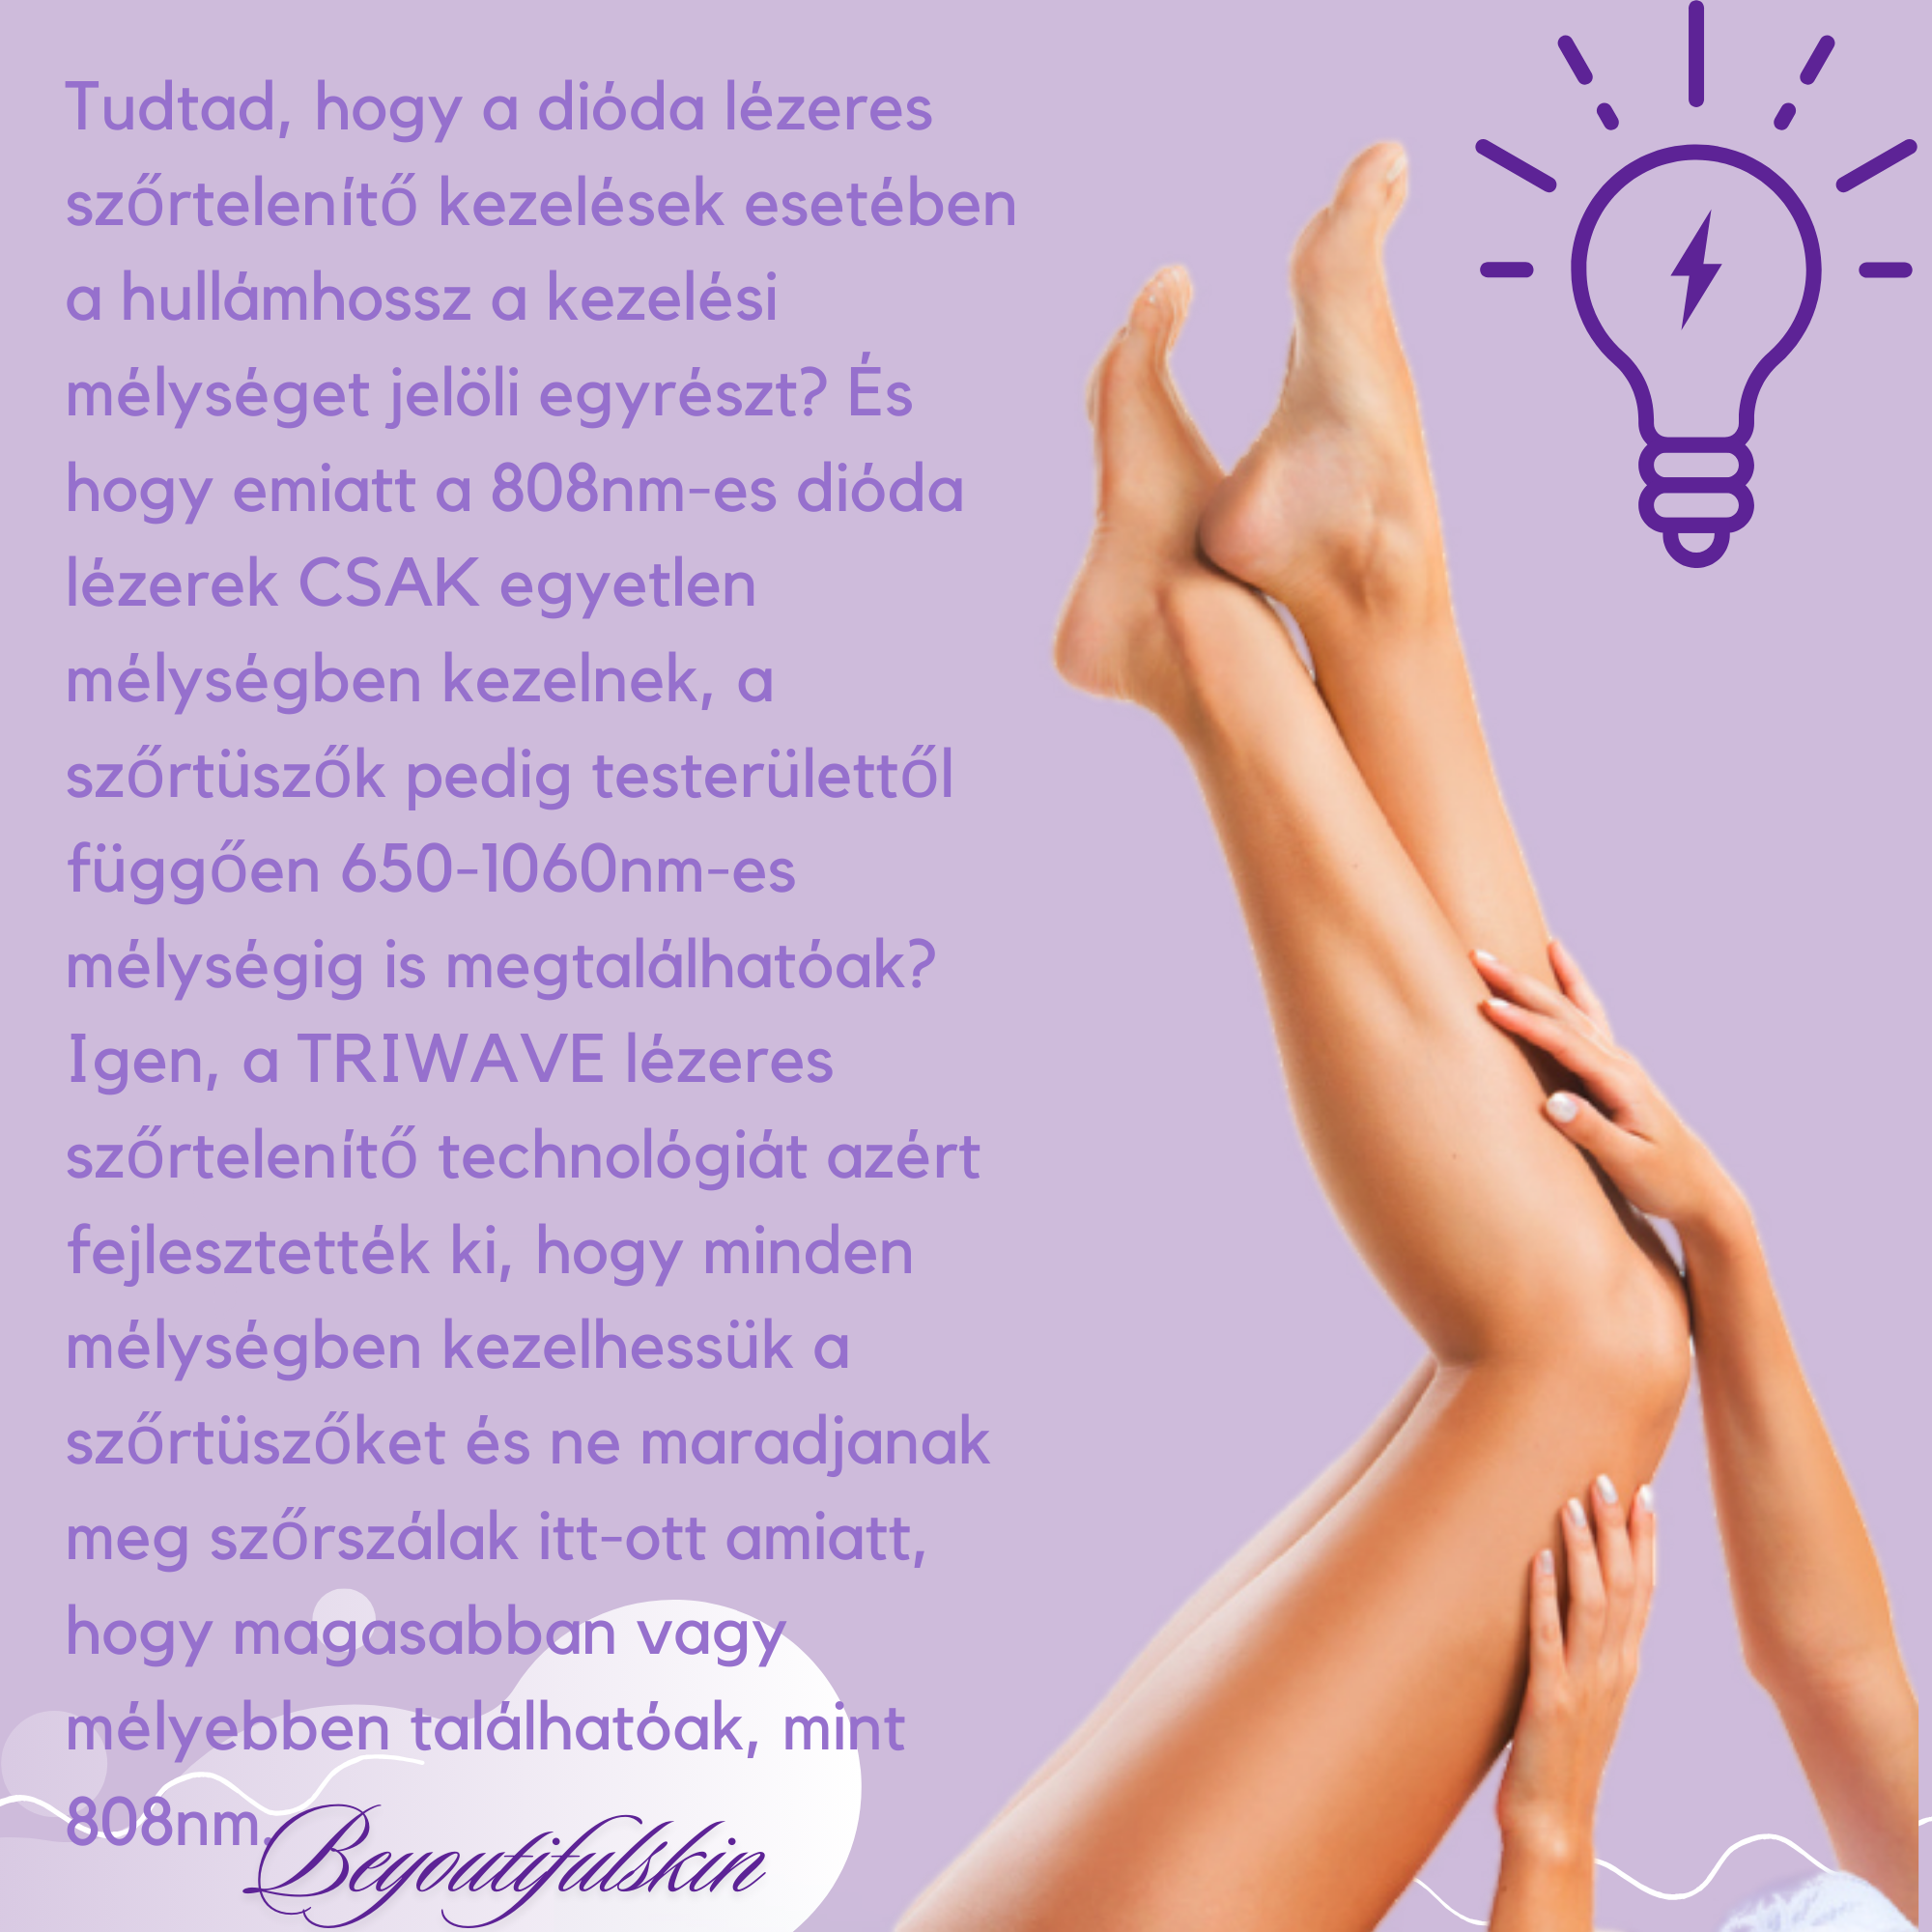 Tudtad, hogy a dióda lézeres
szőrtelenítő kezelések esetében
a hullámhossz a kezelési
mélységet jelöli egyrészt? És
hogy emiatt a 808nm-es dióda
lézerek CSAK egyetlen
mélységben kezelnek, a
szőrtüszők pedig testerülettől
függően 650-1060nm-es
mélységig is megtalálhatóak?
Igen, a TRIWAVE lézeres
szőrtelenítő technológiát azért
fejlesztették ki, hogy minden
mélységben kezelhessük a
szőrtüszőket és ne maradjanak
meg szőrszálak itt-ott amiatt,
hogy magasabban vagy
mélyebben találhatóak, mint
808nm.
Beyoutifulskin